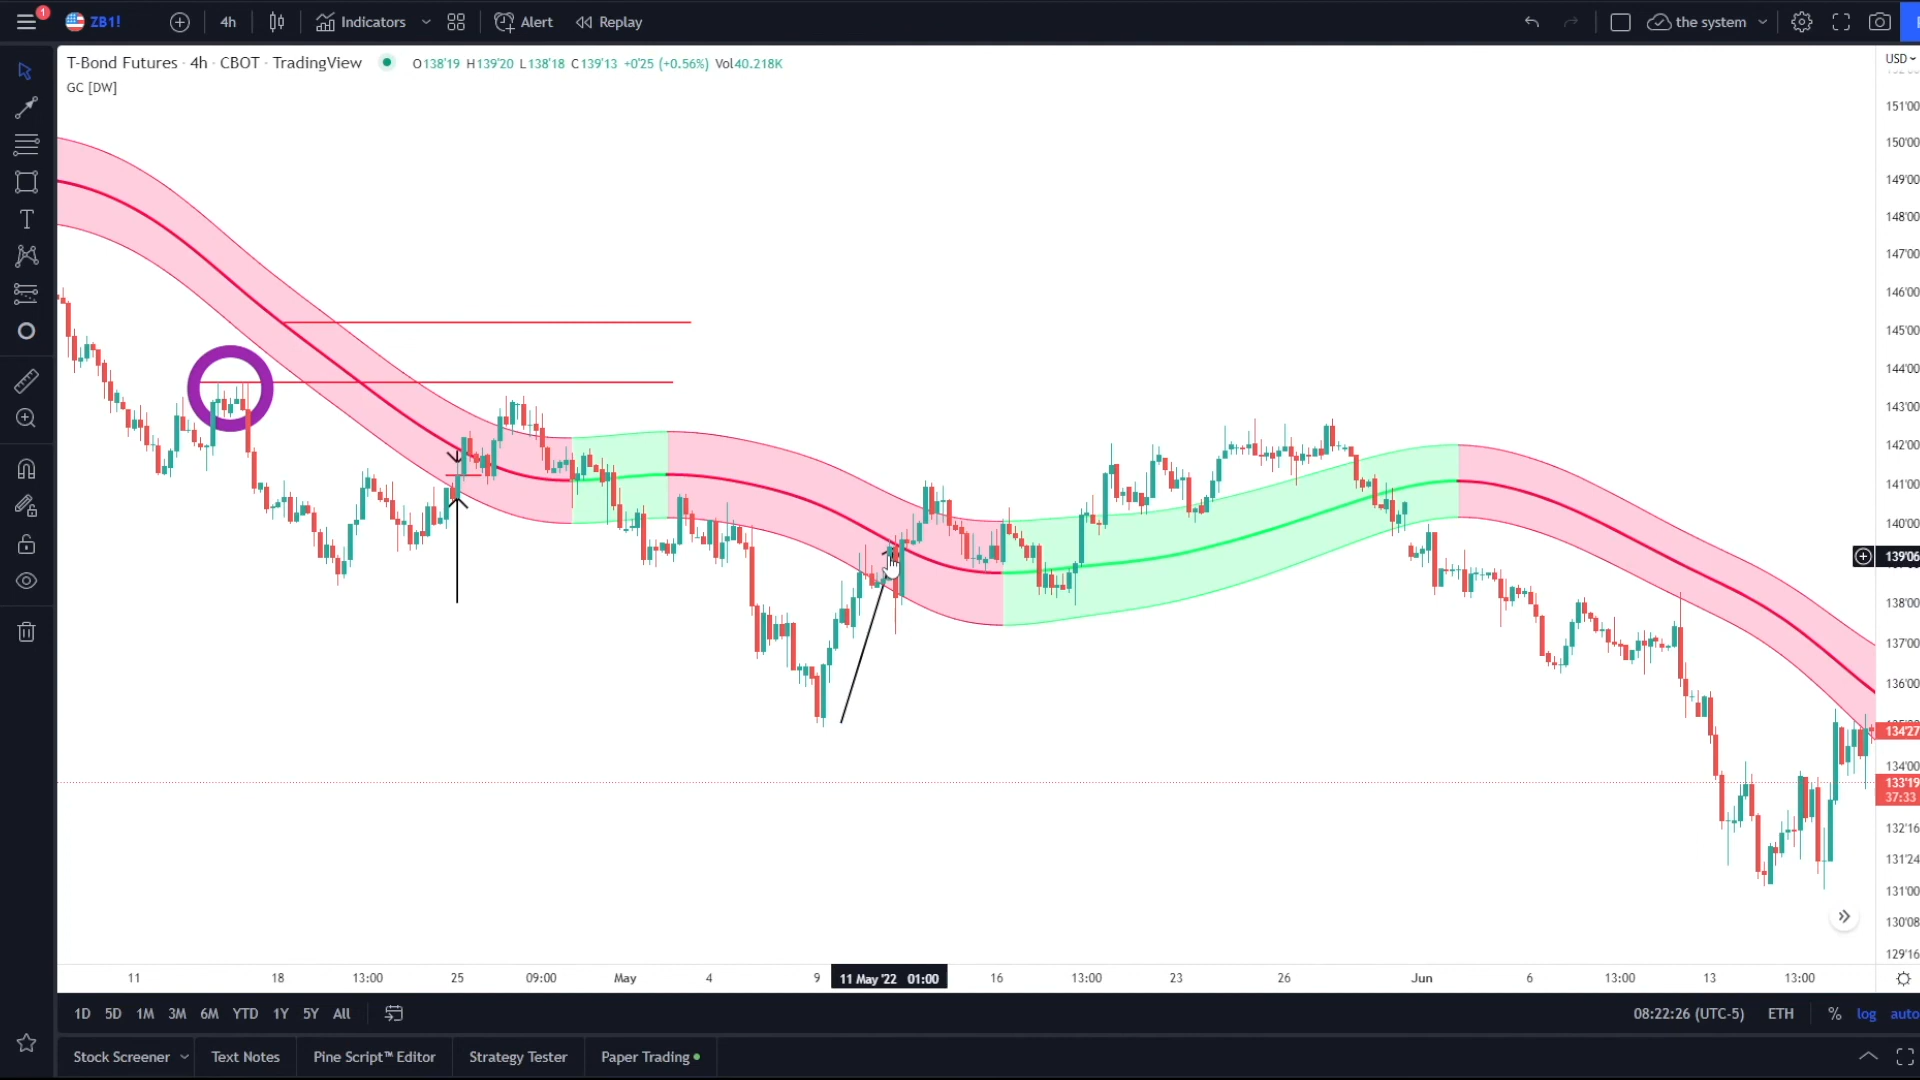 1
ZB1!
4h
Indicators
Alert
Replay
the system
T-Bond Futures · 4h · CBOT · TradingView
O138'19 H139'20 L138'18 C139'13 +0'25 (+0.56%) Vol40.218K
USD
GC [DW]
151'00
150'00
149'00
148'00
147'00
146'00
145'00
144'00
143'00
142'00
141'00
140'00
139'06
138'00
137'00
136'00
134'27
134'00
133'19
37:33
132'16
131'24
131'00
130'08
129'16
11
18
13:00
25
09:00
May
4
9
11 May '22 01:00
16
13:00
23
26
Jun
6
13:00
13
13:00
1D 5D 1M 3M 6M YTD 1Y 5Y All
08:22:26 (UTC-5)
ETH
%
log
auto
Stock Screener
Text Notes
Pine Script™ Editor
Strategy Tester
Paper Trading